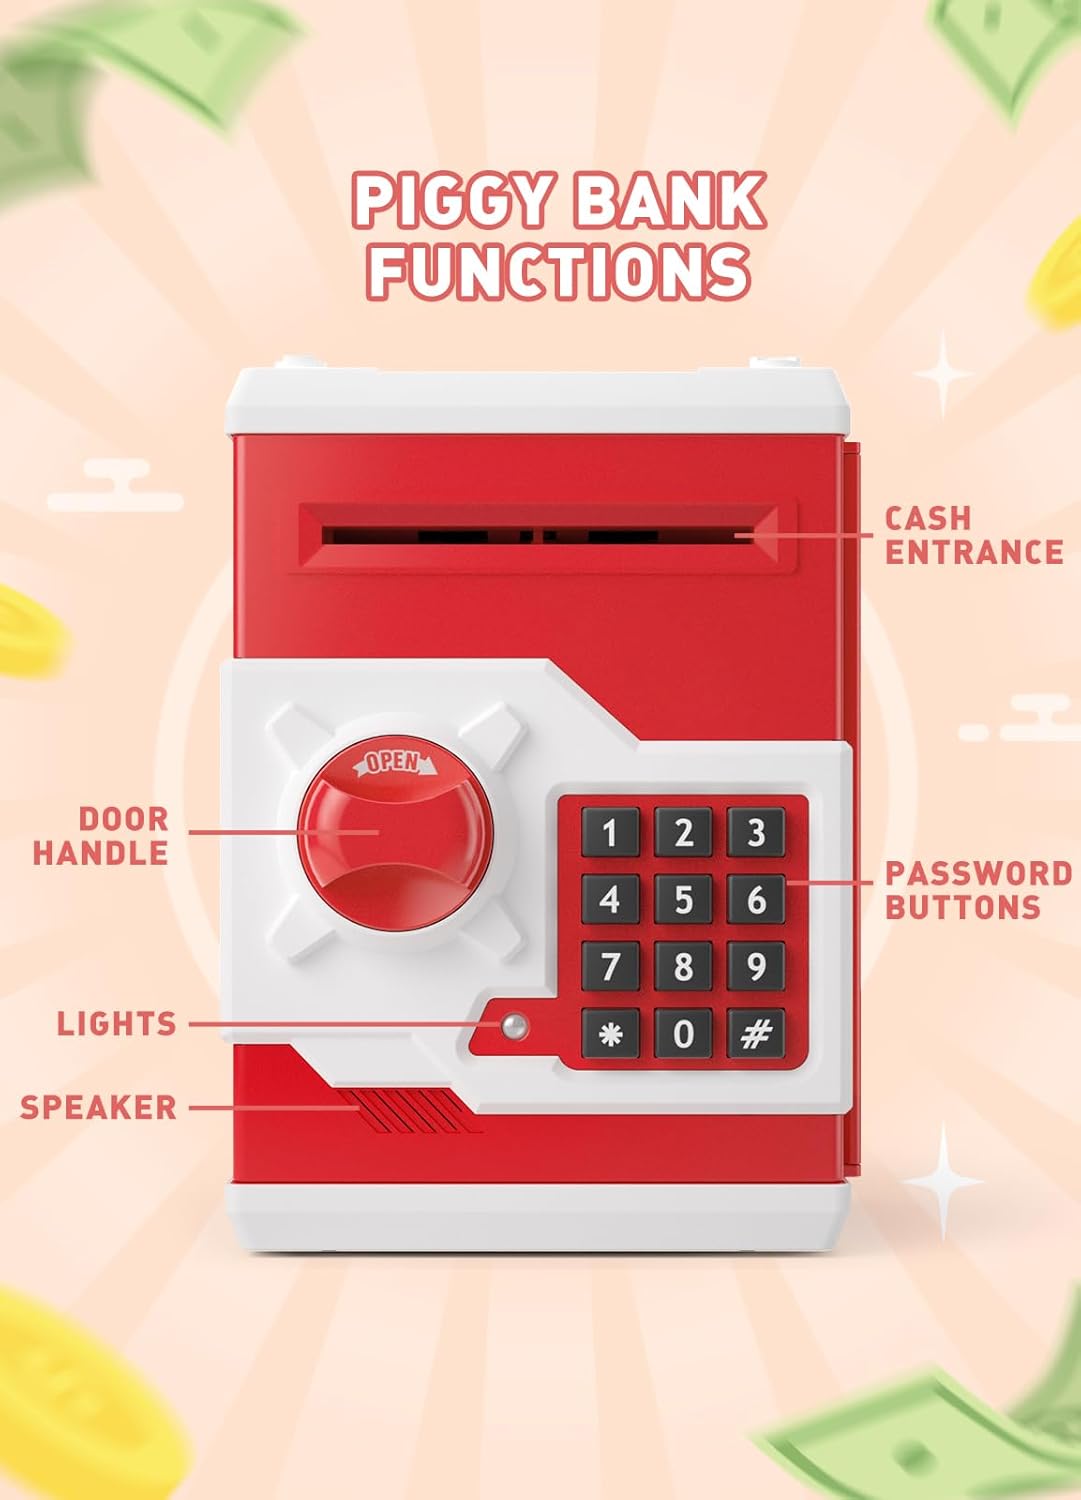 PIGGY BANK
FUNCTIONS
CASH
ENTRANCE
OPEN
DOOR
HANDLE
1 2 3
4 5 6
7 8 9
* 0 #
PASSWORD
BUTTONS
LIGHTS
SPEAKER